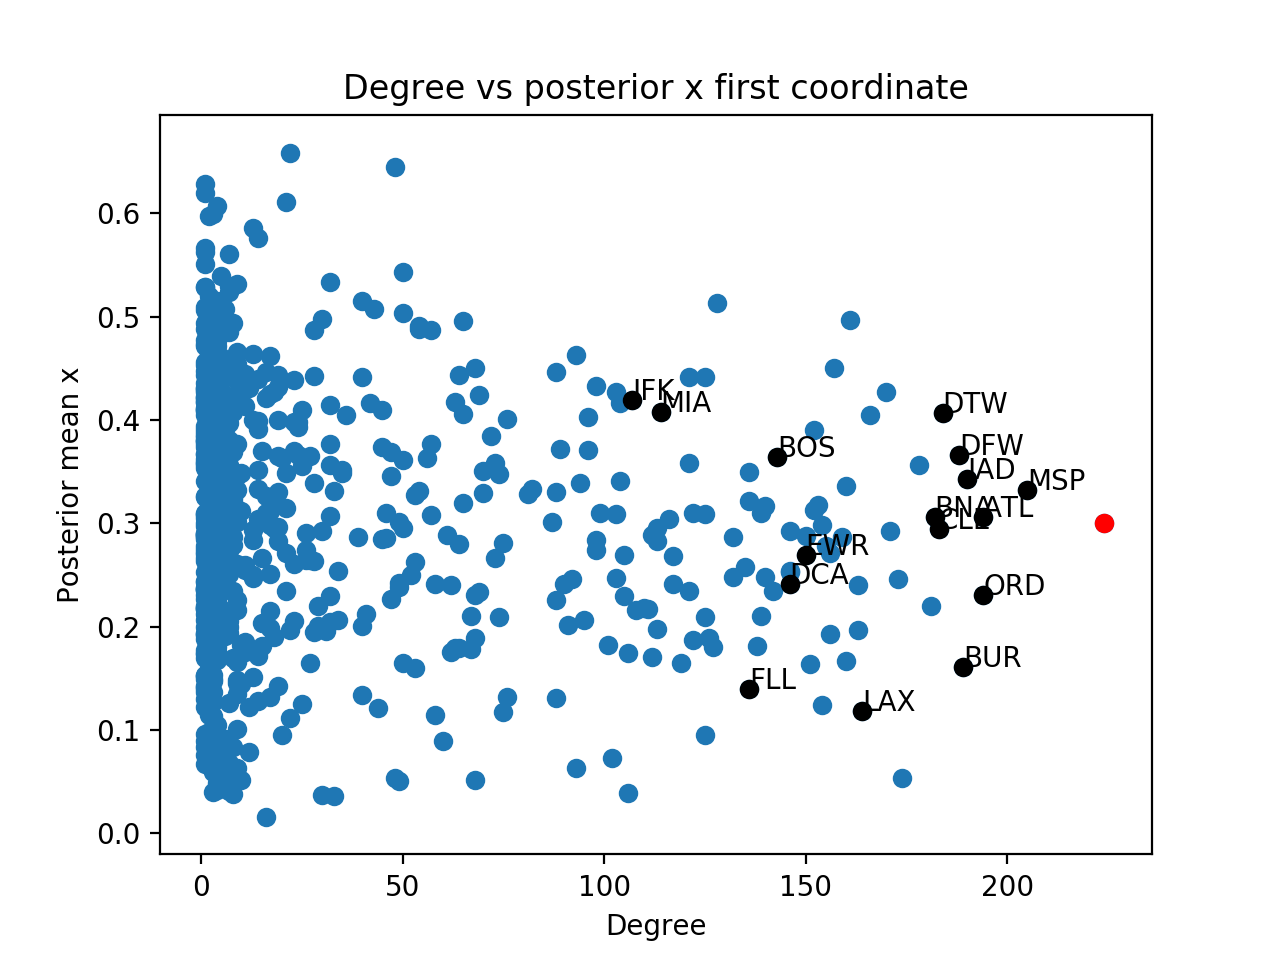 Degree vs posterior x first coordinate
Posterior mean x
0.6
0.5
0.4
0.3
0.2
0.1
0.0
JFK
MIA
BOS
DTW
DFW
IAD
MSP
BNA
ATL
CLE
EWR
DCA
ORD
BUR
FLL
LAX
0
50
100
150
200
Degree